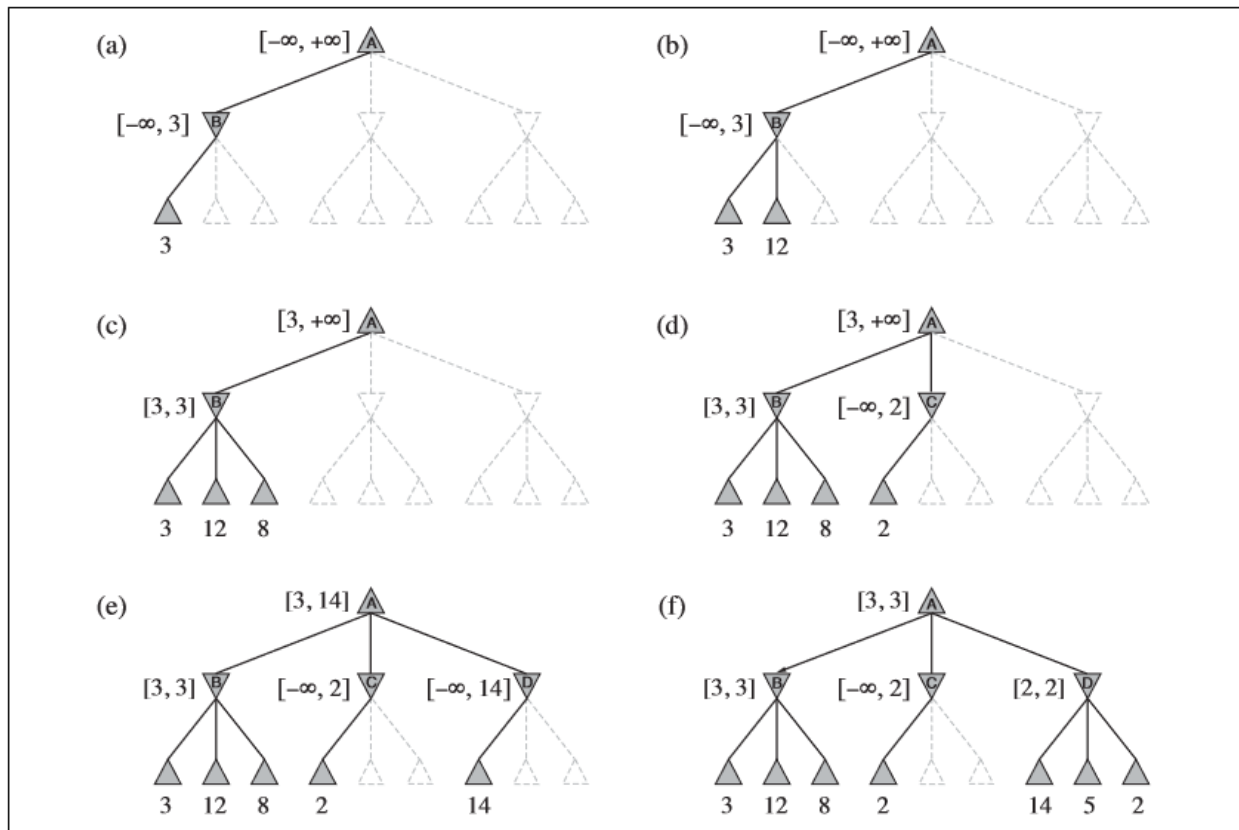 (a) [–∞, +∞] A (b) [–∞, +∞] A
[–∞, 3] B [–∞, 3] B
3 3 12
(c) [3, +∞] A (d) [3, +∞] A
[3, 3] B [3, 3] B [–∞, 2] C
3 12 8 3 12 8 2
(e) [3, 14] A (f) [3, 3] A
[3, 3] B [–∞, 2] C [–∞, 14] D [3, 3] B [–∞, 2] C [2, 2] D
3 12 8 2 14 3 12 8 2 14 5 2